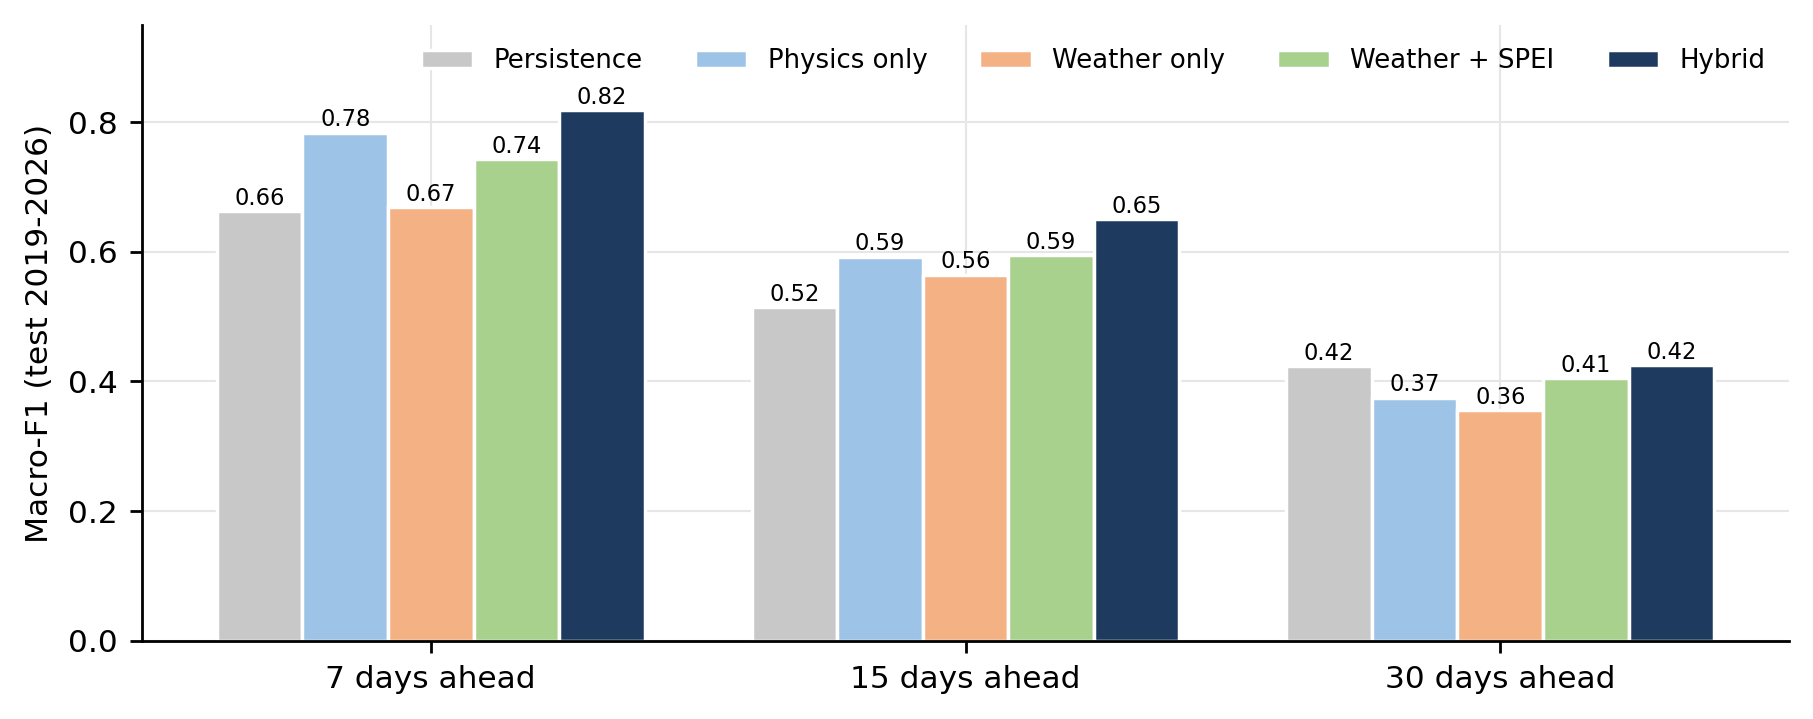 Persistence Physics only Weather only Weather + SPEI Hybrid
Macro-F1 (test 2019-2026)
0.8
0.6
0.4
0.2
0.0
0.66 0.78 0.67 0.74 0.82
0.52 0.59 0.56 0.59 0.65
0.42 0.37 0.36 0.41 0.42
7 days ahead 15 days ahead 30 days ahead